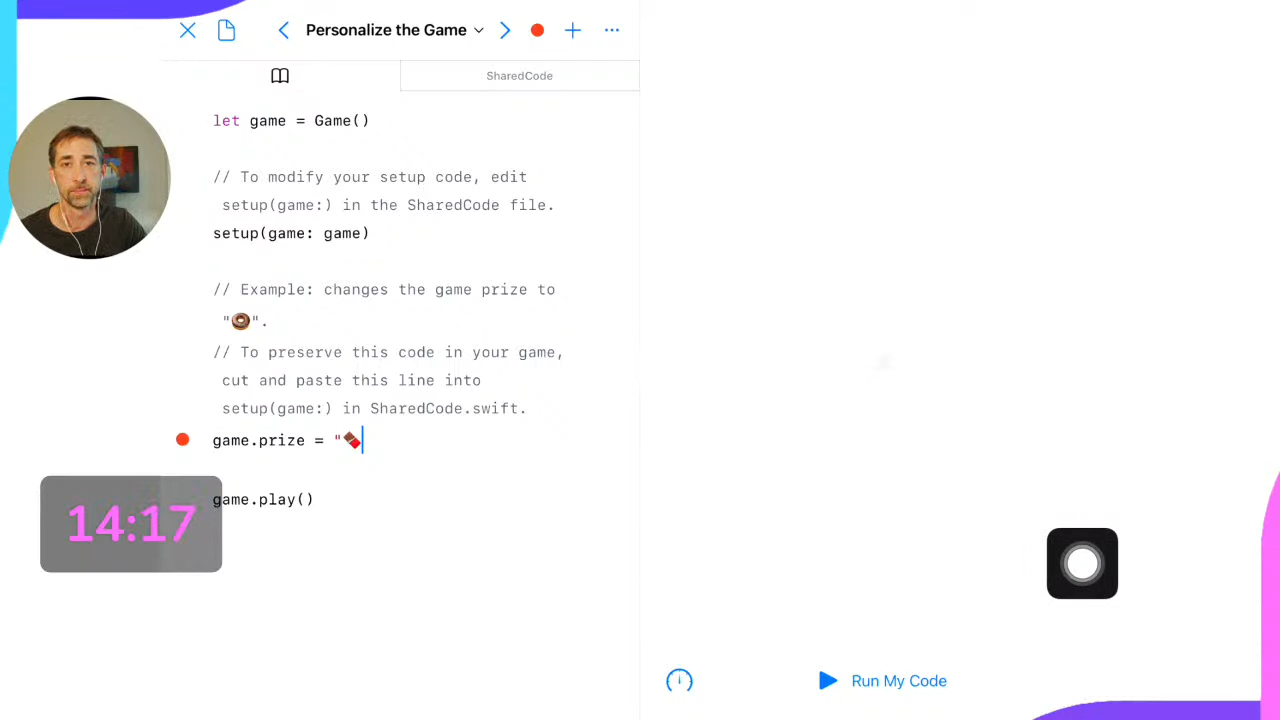 Personalize the Game
SharedCode
let game = Game()
// To modify your setup code, edit
setup(game:) in the SharedCode file.
setup(game: game)
// Example: changes the game prize to
"🍩".
// To preserve this code in your game,
cut and paste this line into
setup(game:) in SharedCode.swift.
game.prize = "🍫
game.play()
14:17
Run My Code